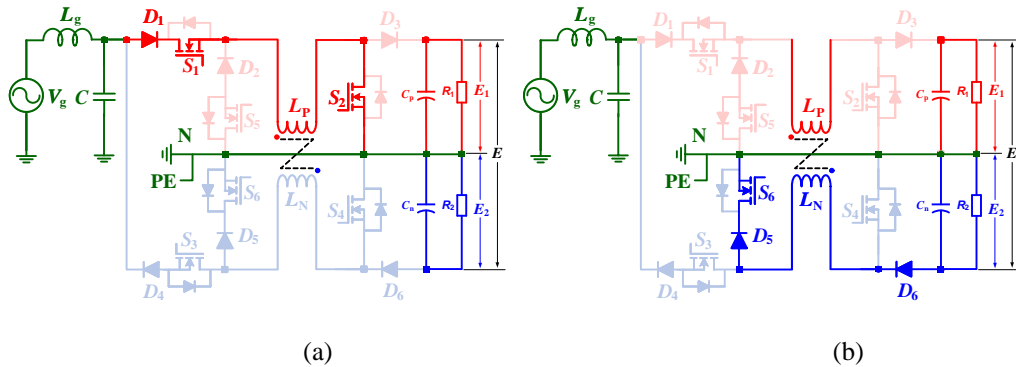 Lg D1 D3
S1
Vg C D2 S2 Cp R1 E1
LP
S5
N E
PE
S6 LN Cn R2 E2
S4
S3 D5
D4 D6
(a)
Lg D1 D3
S1
Vg C D2 S2 Cp R1 E1
LP
S5
N E
PE
S6 LN Cn R2 E2
S4
S3 D5
D4 D6
(b)